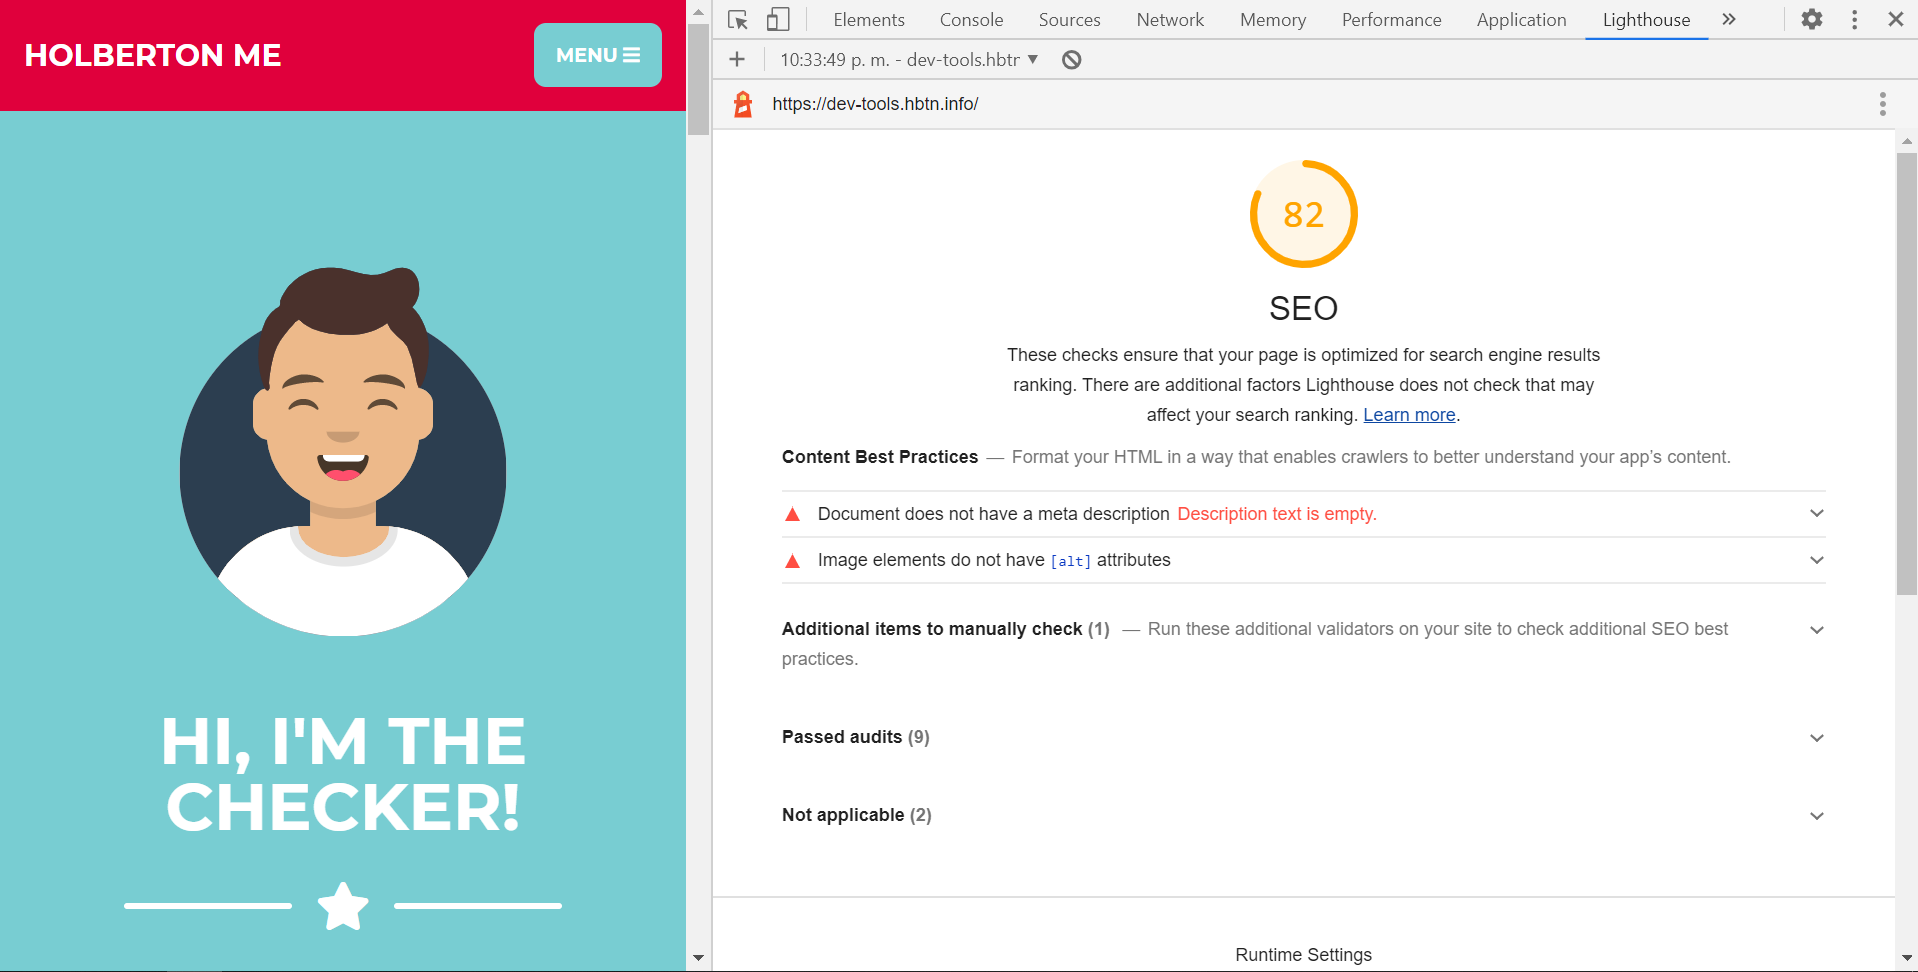 HOLBERTON ME
MENU
HI, I'M THE
CHECKER!
Elements Console Sources Network Memory Performance Application Lighthouse
10:33:49 p. m. - dev-tools.hbtr
https://dev-tools.hbtn.info/
82
SEO
These checks ensure that your page is optimized for search engine results
ranking. There are additional factors Lighthouse does not check that may
affect your search ranking. Learn more.
Content Best Practices — Format your HTML in a way that enables crawlers to better understand your app’s content.
Document does not have a meta description Description text is empty.
Image elements do not have [alt] attributes
Additional items to manually check (1) — Run these additional validators on your site to check additional SEO best
practices.
Passed audits (9)
Not applicable (2)
Runtime Settings